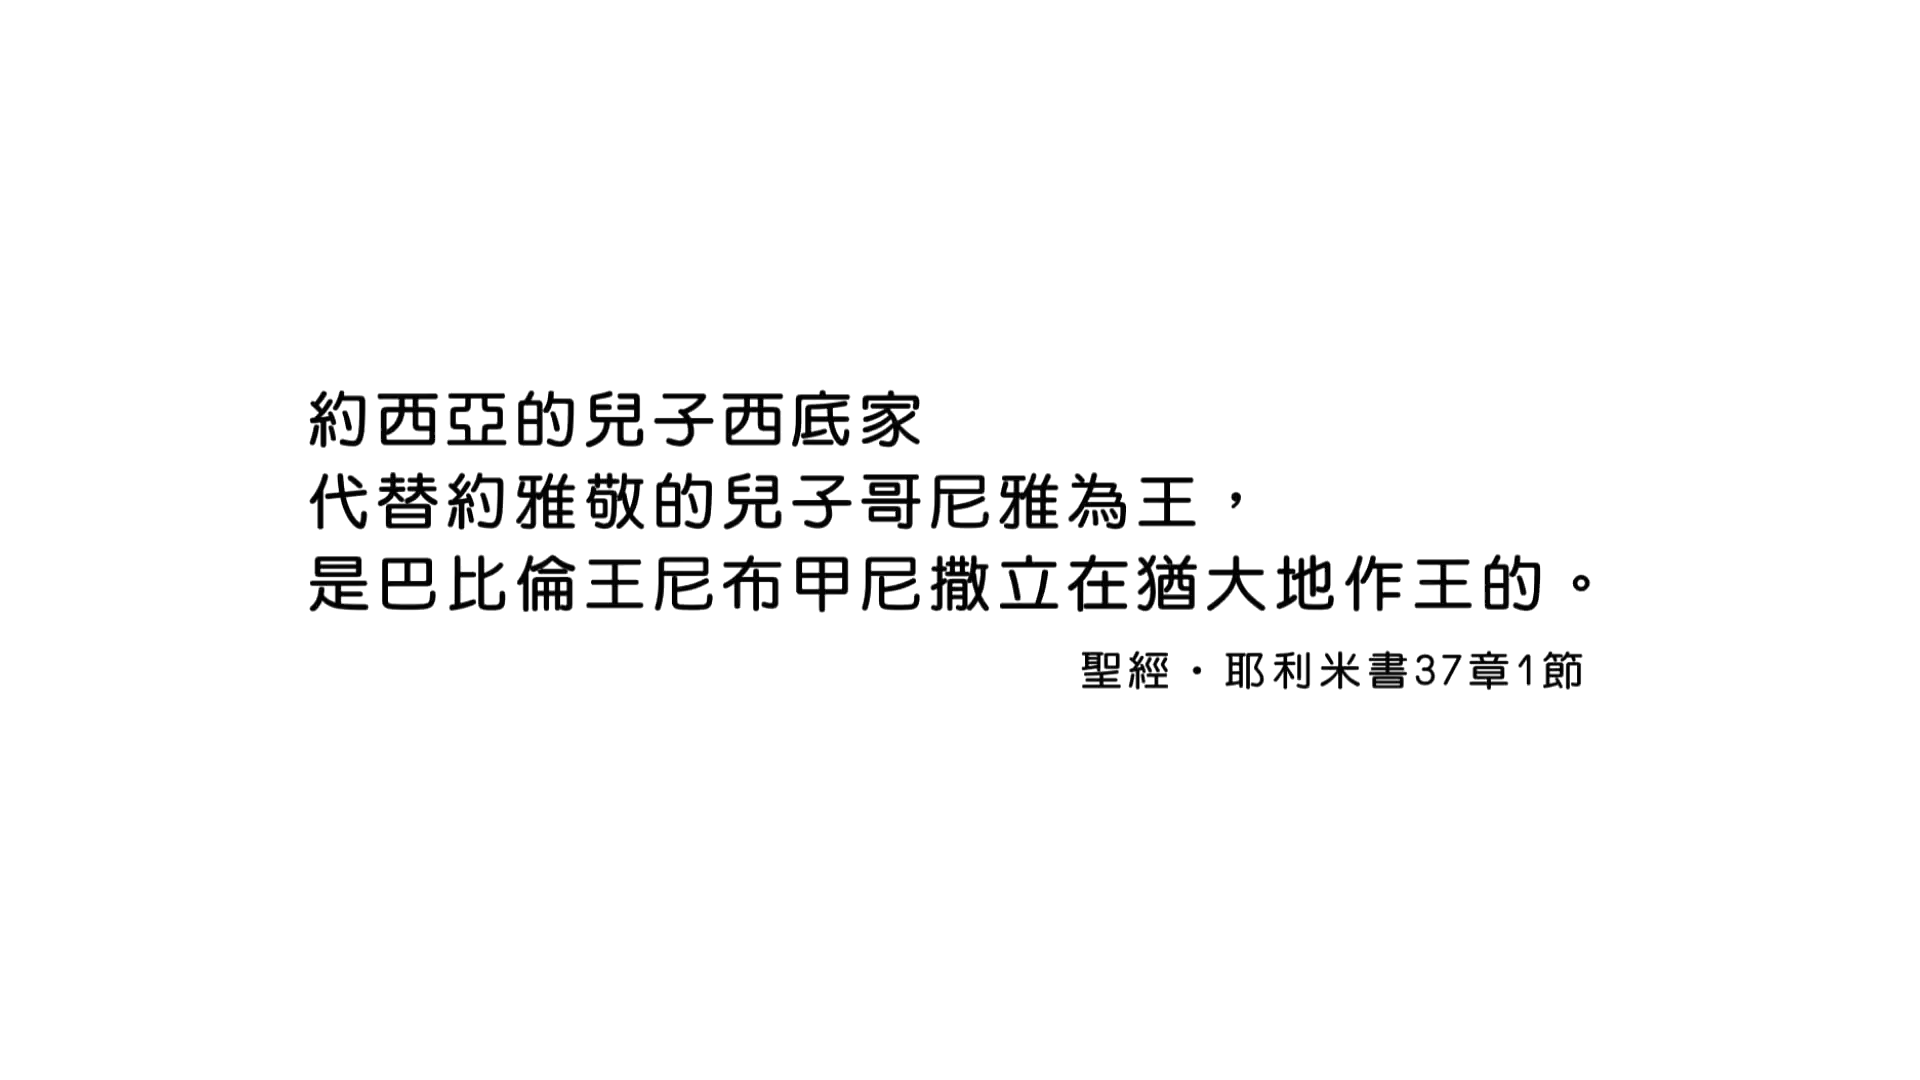 約西亞的兒子西底家
代替約雅敬的兒子哥尼雅為王，
是巴比倫王尼布甲尼撒立在猶大地作王的。
聖經・耶利米書37章1節